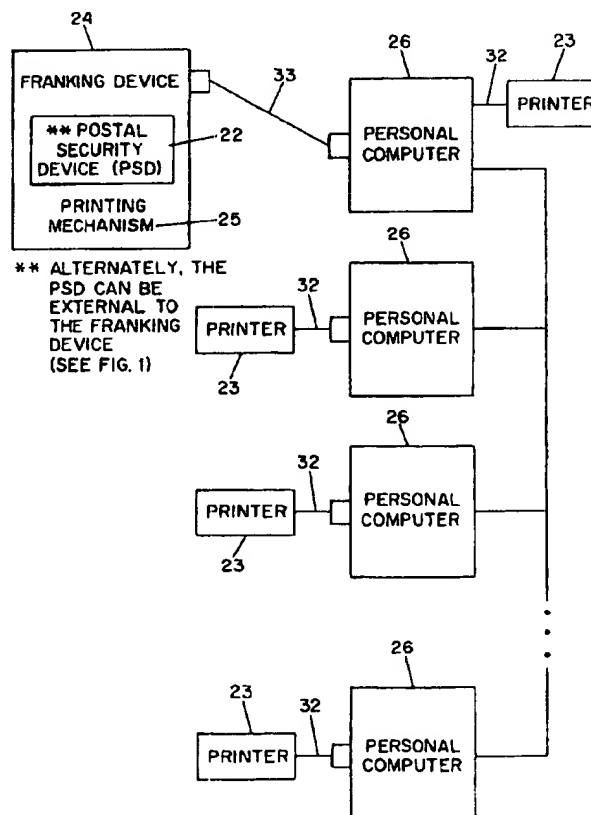 24
FRANKING DEVICE
** POSTAL
SECURITY
DEVICE (PSD)
22
PRINTING
MECHANISM
25
** ALTERNATELY, THE
PSD CAN BE
EXTERNAL TO
THE FRANKING
DEVICE
(SEE FIG. 1)
33
26
PERSONAL
COMPUTER
32
23
PRINTER
26
PERSONAL
COMPUTER
32
PRINTER
23
26
PERSONAL
COMPUTER
32
PRINTER
23
26
PERSONAL
COMPUTER
32
23
PRINTER